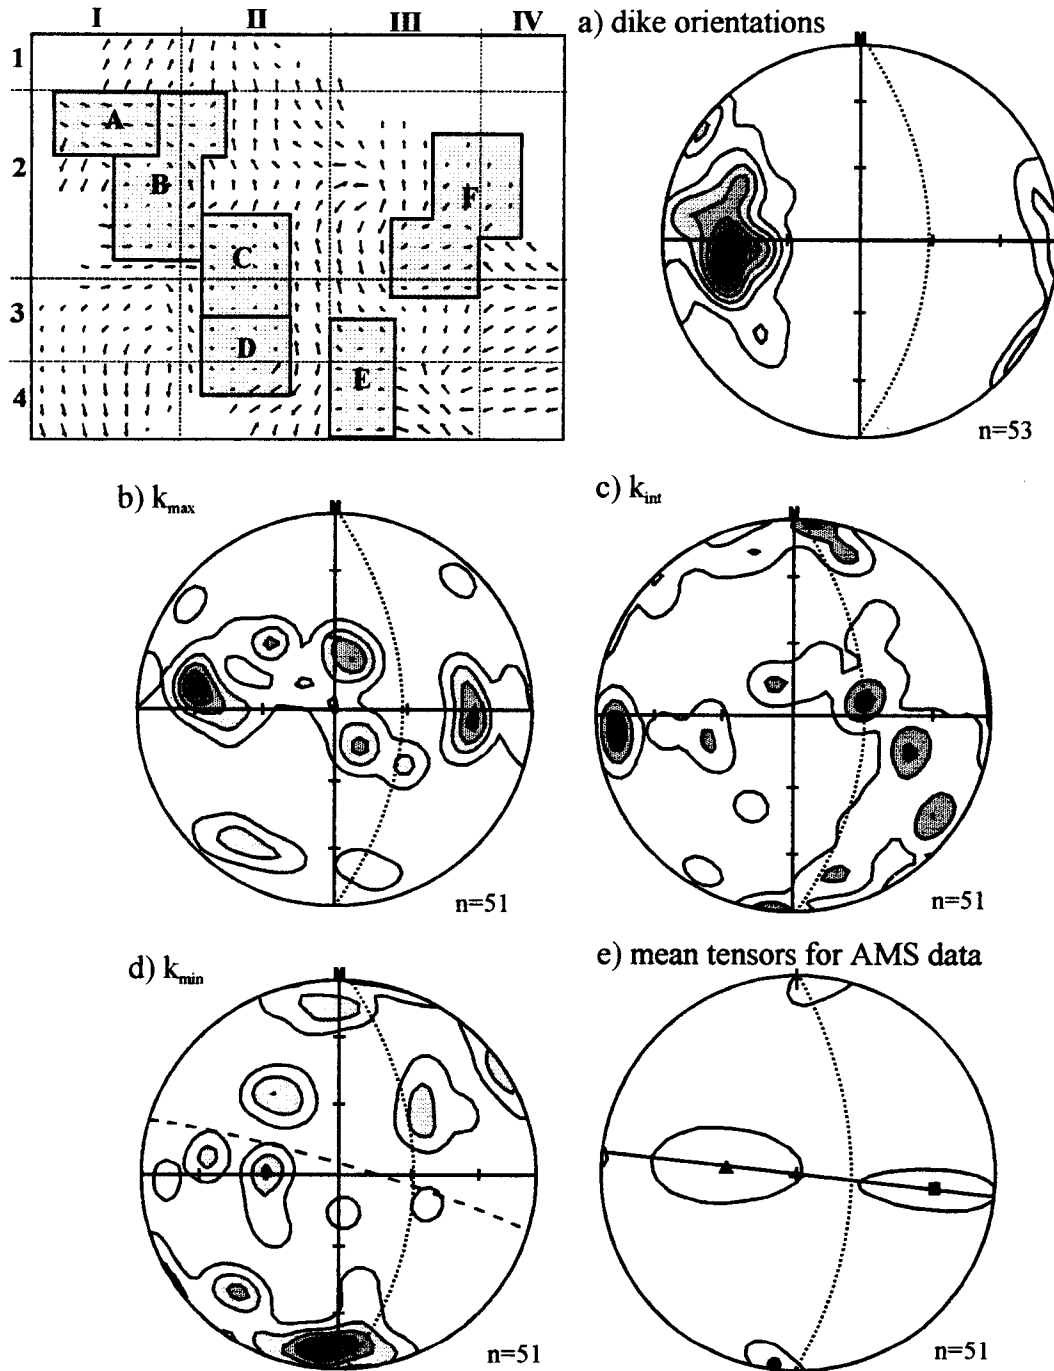 I II III IV
a) dike orientations
1
2
3
4
A
B
C
D
E
F
N
n=53
b) kmax
N
n=51
c) kint
N
n=51
d) kmin
N
n=51
e) mean tensors for AMS data
n=51